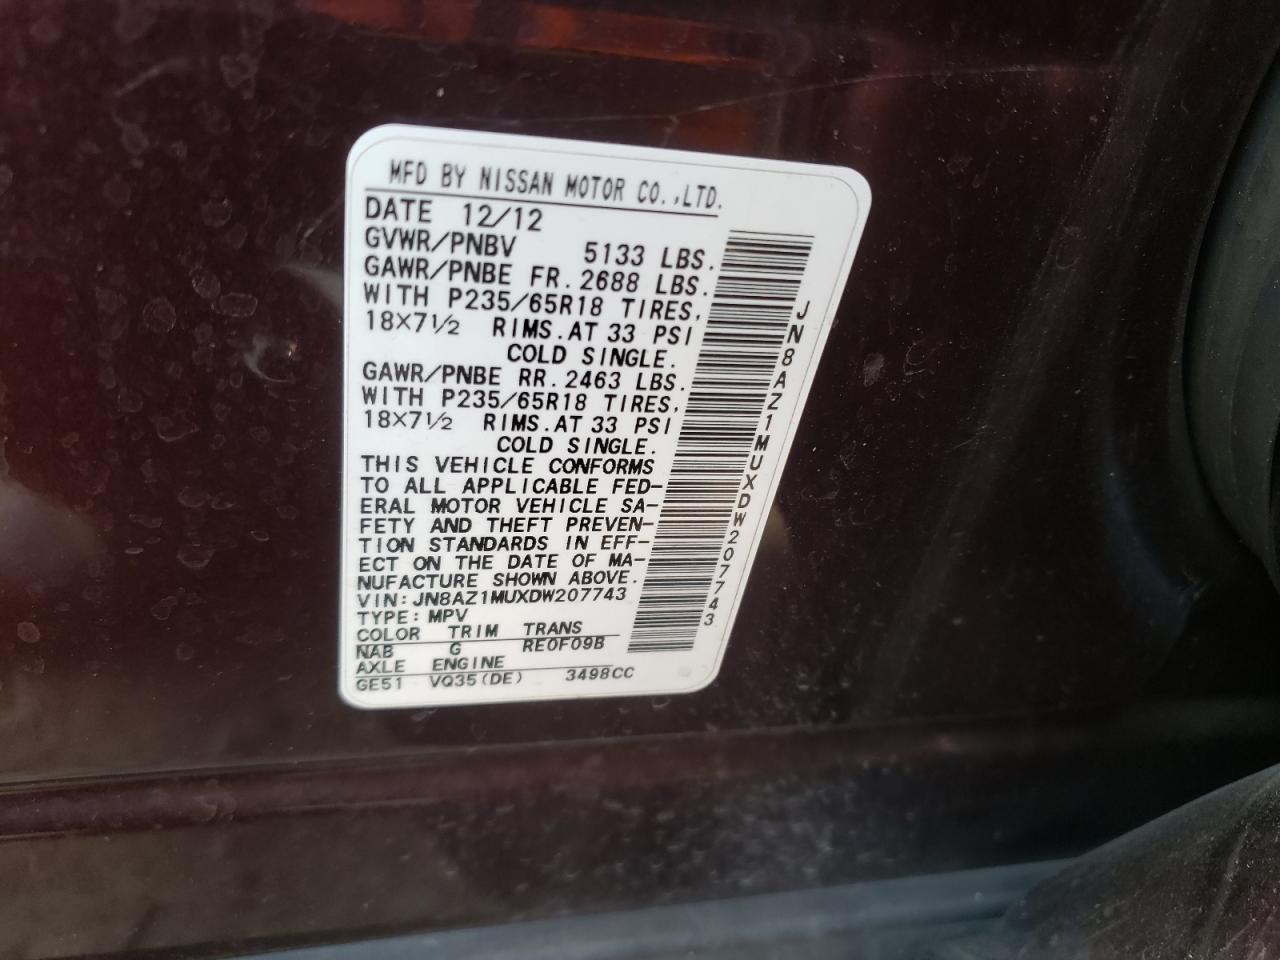 MFD BY NISSAN MOTOR CO.,LTD.
DATE 12/12
GVWR/PNBV 5133 LBS.
GAWR/PNBE FR. 2688 LBS.
WITH P235/65R18 TIRES,
18X7½ RIMS.AT 33 PSI
COLD SINGLE.
GAWR/PNBE RR. 2463 LBS.
WITH P235/65R18 TIRES,
18X7½ RIMS.AT 33 PSI
COLD SINGLE.
THIS VEHICLE CONFORMS
TO ALL APPLICABLE FED-
ERAL MOTOR VEHICLE SA-
FETY AND THEFT PREVEN-
TION STANDARDS IN EFF-
ECT ON THE DATE OF MA-
NUFACTURE SHOWN ABOVE.
VIN:JN8AZ1MUXDW207743
TYPE:MPV
COLOR TRIM TRANS
NAB G RE0F09B
AXLE ENGINE
GE51 VQ35(DE) 3498CC
JN8AZ1MUXDW207743